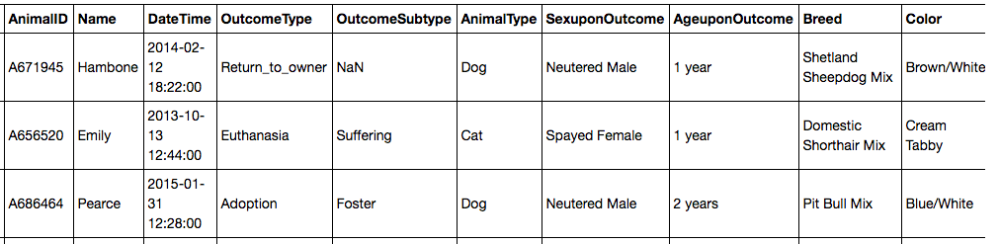 AnimalID Name DateTime OutcomeType OutcomeSubtype AnimalType SexuponOutcome AgeuponOutcome Breed Color
A671945 Hambone 2014-02-12 18:22:00 Return_to_owner NaN Dog Neutered Male 1 year Shetland Sheepdog Mix Brown/White
A656520 Emily 2013-10-13 12:44:00 Euthanasia Suffering Cat Spayed Female 1 year Domestic Shorthair Mix Cream Tabby
A686464 Pearce 2015-01-31 12:28:00 Adoption Foster Dog Neutered Male 2 years Pit Bull Mix Blue/White